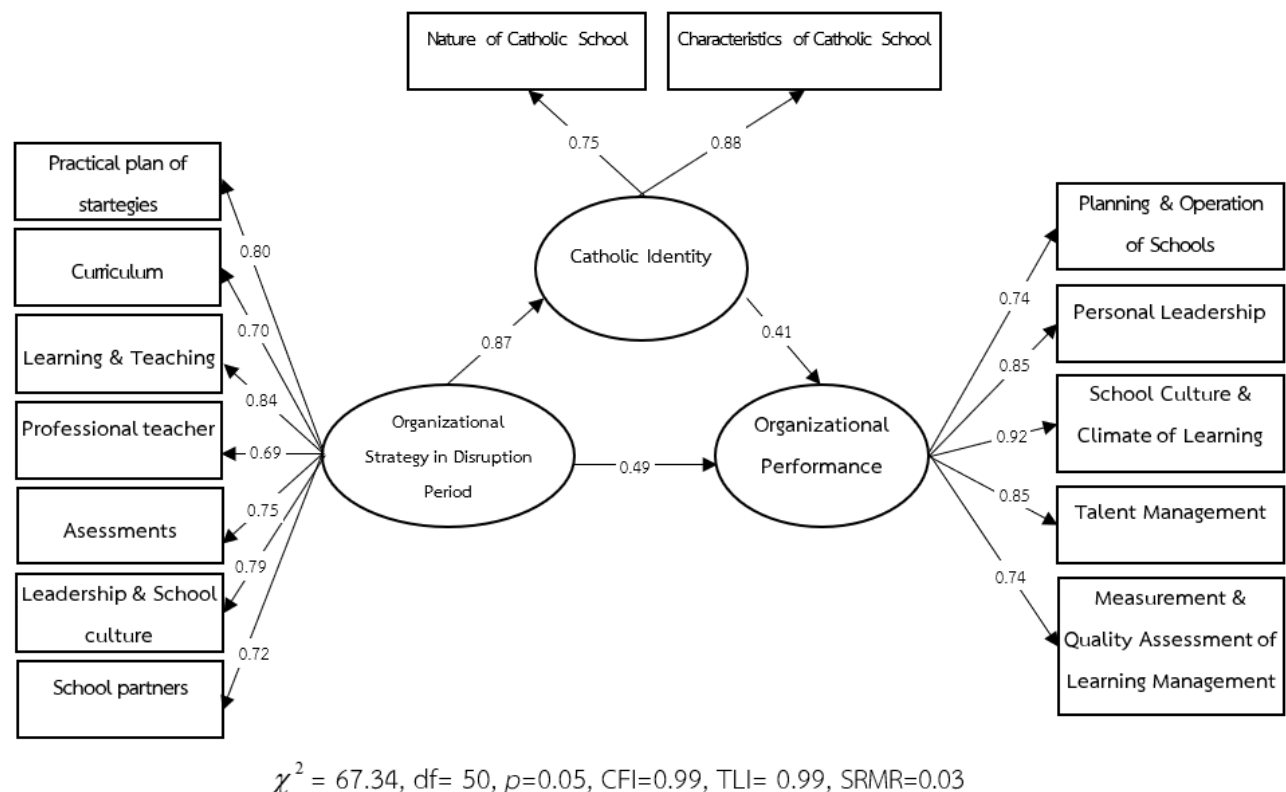 Nature of Catholic School
Characteristics of Catholic School
0.75
0.88
Practical plan of
startegies
Curriculum
Learning & Teaching
Professional teacher
Asessments
Leadership & School
culture
School partners
0.80
0.70
0.84
0.69
0.75
0.79
0.72
Catholic Identity
0.87
0.41
Organizational
Strategy in Disruption
Period
0.49
Organizational
Performance
0.74
0.85
0.92
0.85
0.74
Planning & Operation
of Schools
Personal Leadership
School Culture &
Climate of Learning
Talent Management
Measurement &
Quality Assessment of
Learning Management
χ² = 67.34, df= 50, p=0.05, CFI=0.99, TLI= 0.99, SRMR=0.03